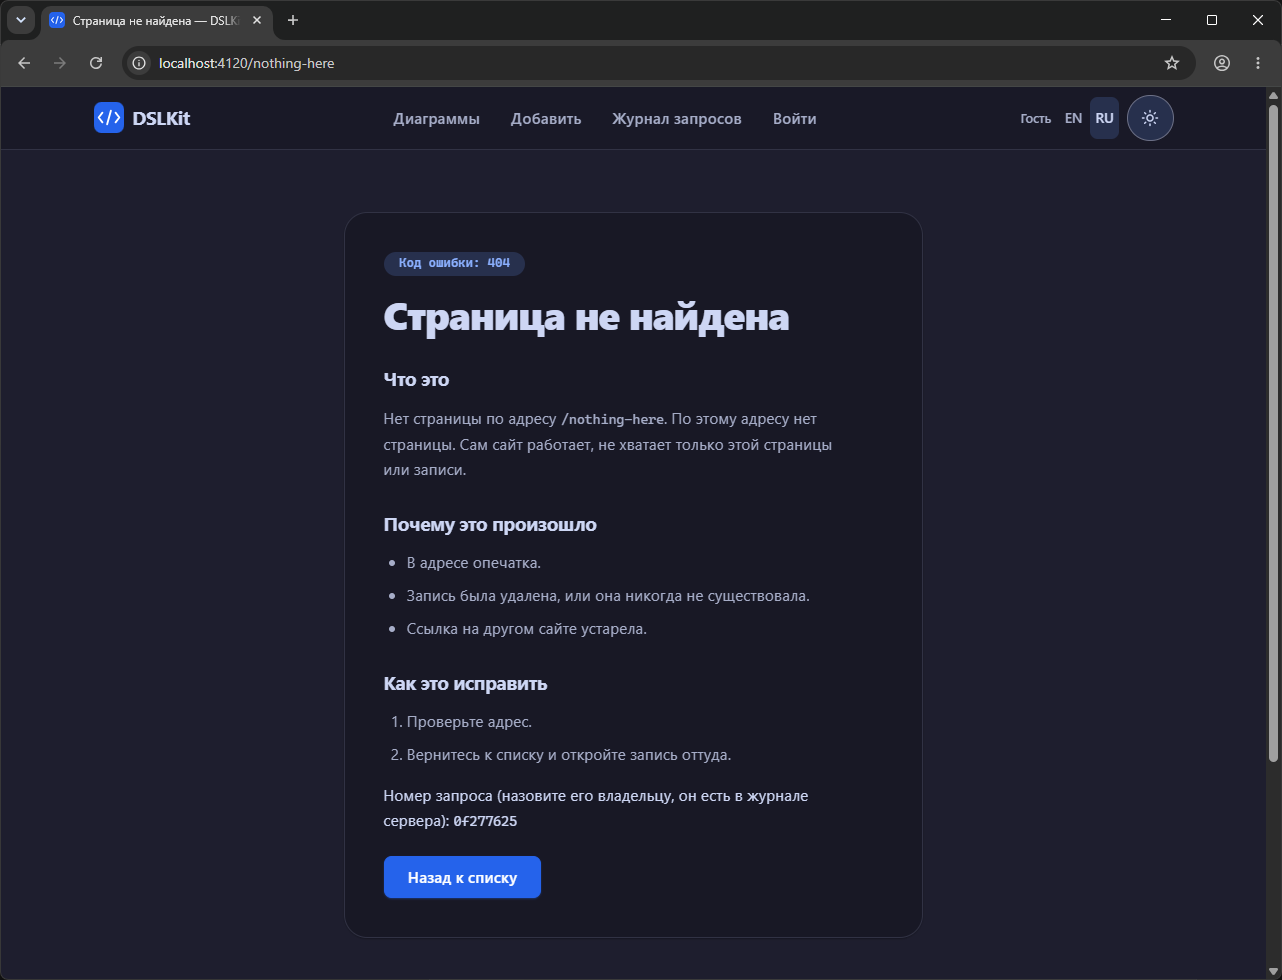 Страница не найдена — DSLKi
localhost:4120/nothing-here
</> DSLKit
Диаграммы Добавить Журнал запросов Войти Гость EN RU
Код ошибки: 404
Страница не найдена
Что это
Нет страницы по адресу /nothing-here. По этому адресу нет
страницы. Сам сайт работает, не хватает только этой страницы
или записи.
Почему это произошло
• В адресе опечатка.
• Запись была удалена, или она никогда не существовала.
• Ссылка на другом сайте устарела.
Как это исправить
1. Проверьте адрес.
2. Вернитесь к списку и откройте запись оттуда.
Номер запроса (назовите его владельцу, он есть в журнале
сервера): 0f277625
Назад к списку